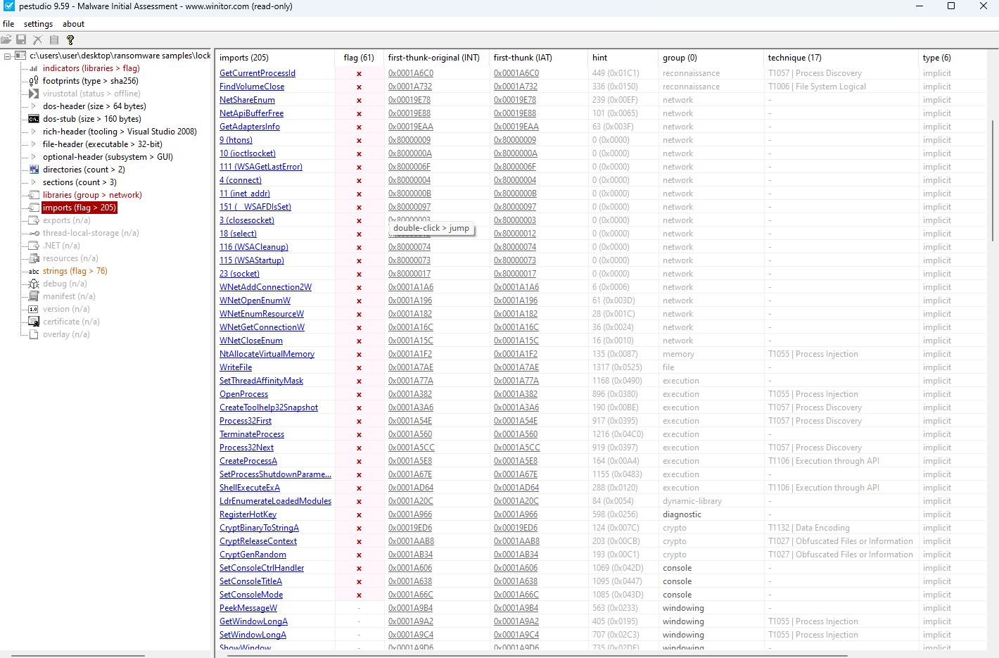 pestudio 9.59 - Malware Initial Assessment - www.winitor.com (read-only)
file settings about
c:\users\user\desktop\ransomware samples\lock
indicators (libraries > flag)
footprints (type > sha256)
virustotal (status > offline)
dos-header (size > 64 bytes)
dos-stub (size > 160 bytes)
rich-header (tooling > Visual Studio 2008)
file-header (executable > 32-bit)
optional-header (subsystem > GUI)
directories (count > 2)
sections (count > 3)
libraries (group > network)
imports (flag > 205)
exports (n/a)
thread-local-storage (n/a)
.NET (n/a)
resources (n/a)
abc strings (flag > 76)
debug (n/a)
manifest (n/a)
1.0 version (n/a)
certificate (n/a)
overlay (n/a)
imports (205) flag (61) first-thunk-original (INT) first-thunk (IAT) hint group (0) technique (17) type (6)
GetCurrentProcessId x 0x0001A6C0 0x0001A6C0 449 (0x01C1) reconnaissance T1057 | Process Discovery implicit
FindVolumeClose x 0x0001A732 0x0001A732 336 (0x0150) reconnaissance T1006 | File System Logical implicit
NetShareEnum x 0x00019E78 0x00019E78 239 (0x00EF) network - implicit
NetApiBufferFree x 0x00019E88 0x00019E88 101 (0x0065) network - implicit
GetAdaptersInfo x 0x00019EAA 0x00019EAA 63 (0x003F) network - implicit
9 (htons) x 0x80000009 0x80000009 0 (0x0000) network - implicit
10 (ioctlsocket) x 0x8000000A 0x8000000A 0 (0x0000) network - implicit
111 (WSAGetLastError) x 0x8000006F 0x8000006F 0 (0x0000) network - implicit
4 (connect) x 0x80000004 0x80000004 0 (0x0000) network - implicit
11 (inet_addr) x 0x8000000B 0x8000000B 0 (0x0000) network - implicit
151 (__WSAFDIsSet) x 0x80000097 0x80000097 0 (0x0000) network - implicit
3 (closesocket) x 0x80000003 0x80000003 0 (0x0000) network - implicit
double-click > jump
18 (select) x 0x80000012 0x80000012 0 (0x0000) network - implicit
116 (WSACleanup) x 0x80000074 0x80000074 0 (0x0000) network - implicit
115 (WSAStartup) x 0x80000073 0x80000073 0 (0x0000) network - implicit
23 (socket) x 0x80000017 0x80000017 0 (0x0000) network - implicit
WNetAddConnection2W x 0x0001A1A6 0x0001A1A6 6 (0x0006) network - implicit
WNetOpenEnumW x 0x0001A196 0x0001A196 61 (0x003D) network - implicit
WNetEnumResourceW x 0x0001A182 0x0001A182 28 (0x001C) network - implicit
WNetGetConnectionW x 0x0001A16C 0x0001A16C 36 (0x0024) network - implicit
WNetCloseEnum x 0x0001A15C 0x0001A15C 16 (0x0010) network - implicit
NtAllocateVirtualMemory x 0x0001A1F2 0x0001A1F2 135 (0x0087) memory T1055 | Process Injection implicit
WriteFile x 0x0001A7AE 0x0001A7AE 1317 (0x0525) file - implicit
SetThreadAffinityMask x 0x0001A77A 0x0001A77A 1168 (0x0490) execution - implicit
OpenProcess x 0x0001A382 0x0001A382 896 (0x0380) execution T1055 | Process Injection implicit
CreateToolhelp32Snapshot x 0x0001A3A6 0x0001A3A6 190 (0x00BE) execution T1057 | Process Discovery implicit
Process32First x 0x0001A54E 0x0001A54E 917 (0x0395) execution T1057 | Process Discovery implicit
TerminateProcess x 0x0001A560 0x0001A560 1216 (0x04C0) execution - implicit
Process32Next x 0x0001A5CC 0x0001A5CC 919 (0x0397) execution T1057 | Process Discovery implicit
CreateProcessA x 0x0001A5E8 0x0001A5E8 164 (0x00A4) execution T1106 | Execution through API implicit
SetProcessShutdownParame... x 0x0001A67E 0x0001A67E 1155 (0x0483) execution - implicit
ShellExecuteExA x 0x0001AD64 0x0001AD64 288 (0x0120) execution T1106 | Execution through API implicit
LdrEnumerateLoadedModules x 0x0001A20C 0x0001A20C 84 (0x0054) dynamic-library - implicit
RegisterHotKey x 0x0001A966 0x0001A966 598 (0x0256) diagnostic - implicit
CryptBinaryToStringA x 0x00019ED6 0x00019ED6 124 (0x007C) crypto T1132 | Data Encoding implicit
CryptReleaseContext x 0x0001AAB8 0x0001AAB8 203 (0x00CB) crypto T1027 | Obfuscated Files or Information implicit
CryptGenRandom x 0x0001AB34 0x0001AB34 193 (0x00C1) crypto T1027 | Obfuscated Files or Information implicit
SetConsoleCtrlHandler x 0x0001A606 0x0001A606 1069 (0x042D) console - implicit
SetConsoleTitleA x 0x0001A638 0x0001A638 1095 (0x0447) console - implicit
SetConsoleMode x 0x0001A66C 0x0001A66C 1085 (0x043D) console - implicit
PeekMessageW - 0x0001A9B4 0x0001A9B4 563 (0x0233) windowing - implicit
GetWindowLongA - 0x0001A9A2 0x0001A9A2 405 (0x0195) windowing T1055 | Process Injection implicit
SetWindowLongA - 0x0001A9C4 0x0001A9C4 707 (0x02C3) windowing T1055 | Process Injection implicit
ShowWindow - 0x0001A9D6 0x0001A9D6 735 (0x02DF) windowing - implicit